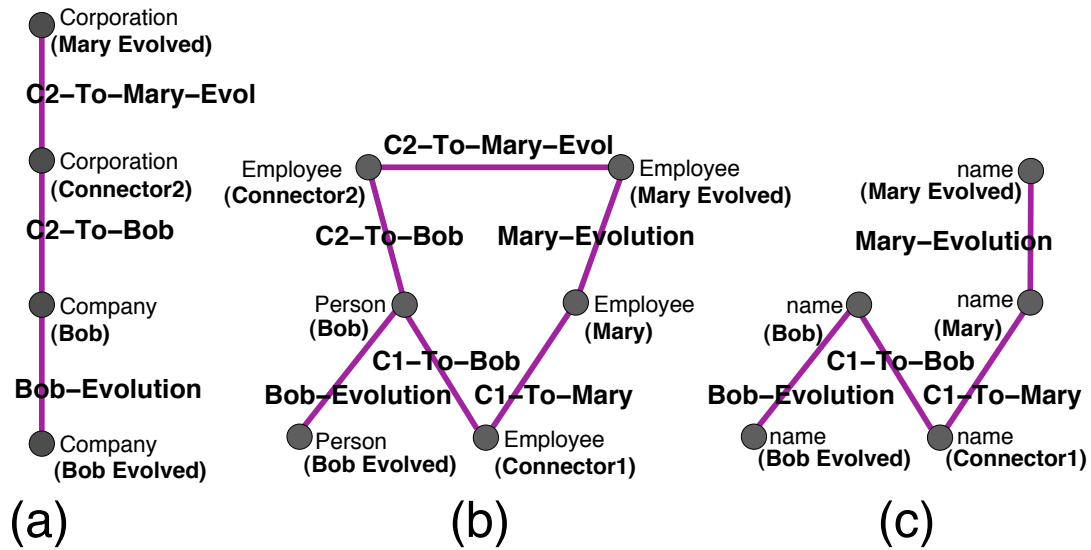 Corporation
(Mary Evolved)
C2–To–Mary–Evol
Corporation
(Connector2)
C2–To–Bob
Company
(Bob)
Bob–Evolution
Company
(Bob Evolved)
(a)
C2–To–Mary–Evol
Employee
(Connector2)
Employee
(Mary Evolved)
C2–To–Bob
Mary–Evolution
Person
(Bob)
Employee
(Mary)
C1–To–Bob
Bob–Evolution
C1–To–Mary
Person
(Bob Evolved)
Employee
(Connector1)
(b)
name
(Mary Evolved)
Mary–Evolution
name
(Bob)
name
(Mary)
C1–To–Bob
Bob–Evolution
C1–To–Mary
name
(Bob Evolved)
name
(Connector1)
(c)